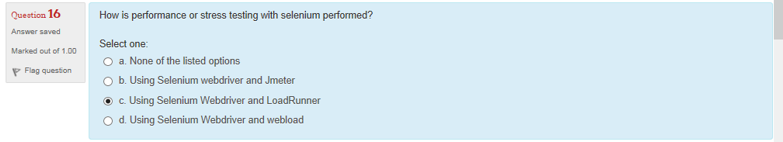 Question 16
Answer saved
Marked out of 1.00
Flag question
How is performance or stress testing with selenium performed?
Select one:
a. None of the listed options
b. Using Selenium webdriver and Jmeter
c. Using Selenium Webdriver and LoadRunner
d. Using Selenium Webdriver and webload